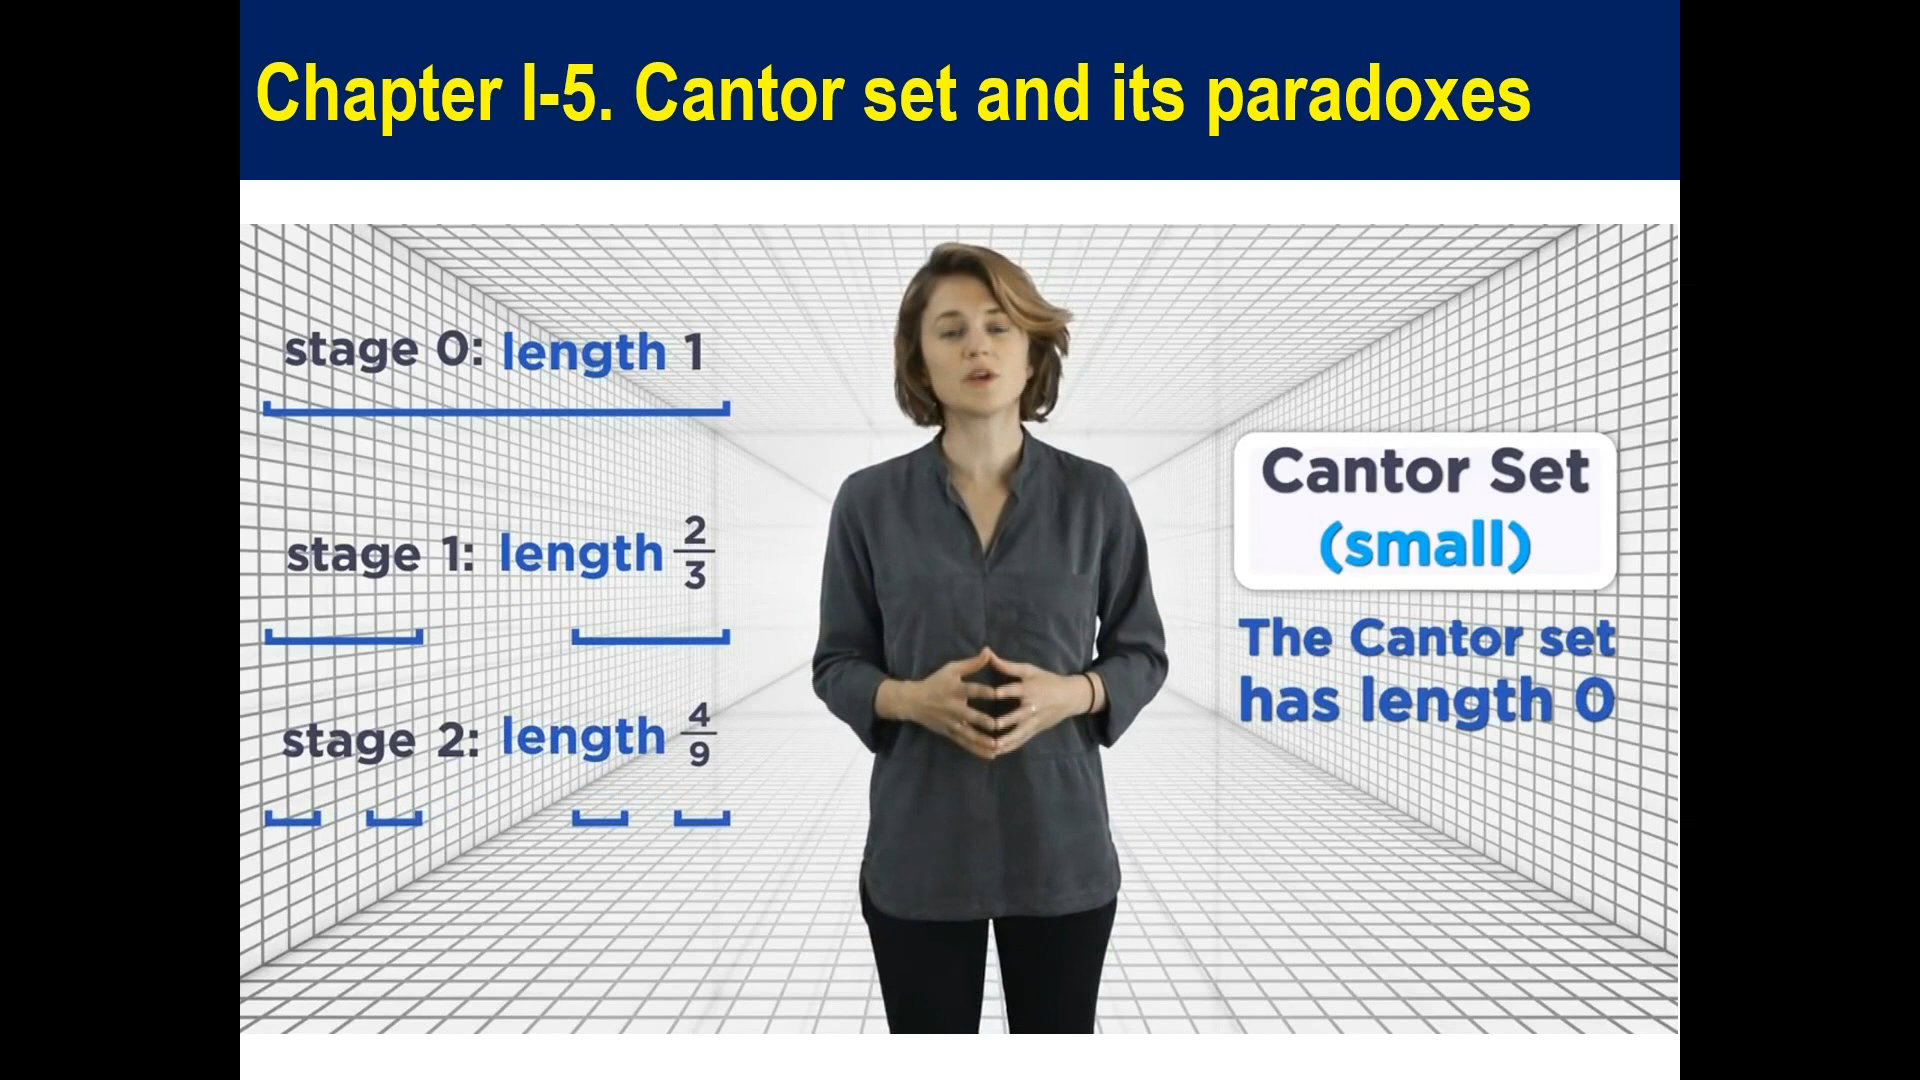 Chapter I-5. Cantor set and its paradoxes
stage 0: length 1
stage 1: length 2/3
stage 2: length 4/9
Cantor Set
(small)
The Cantor set
has length 0